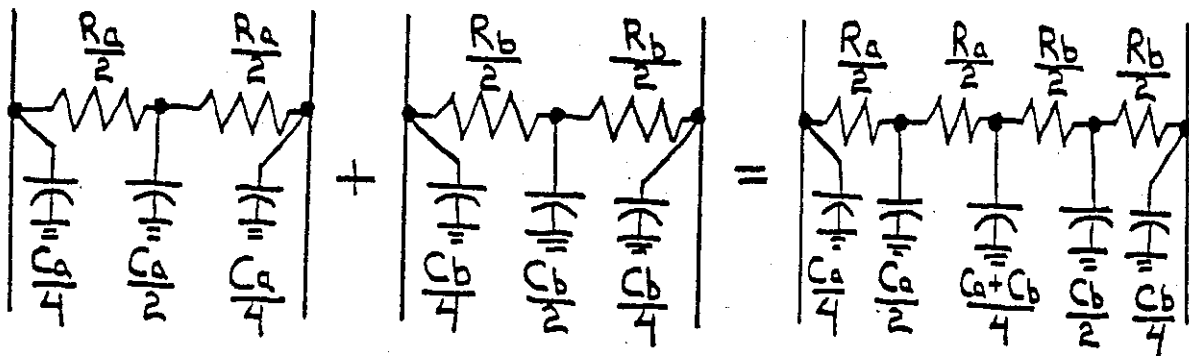 Ra/2 Ra/2
Rb/2 Rb/2
Ra/2 Ra/2 Rb/2 Rb/2
+ =
Ca/4 Ca/2 Ca/4
Cb/4 Cb/2 Cb/4
Ca/4 Ca/2 Ca+Cb/4 Cb/2 Cb/4